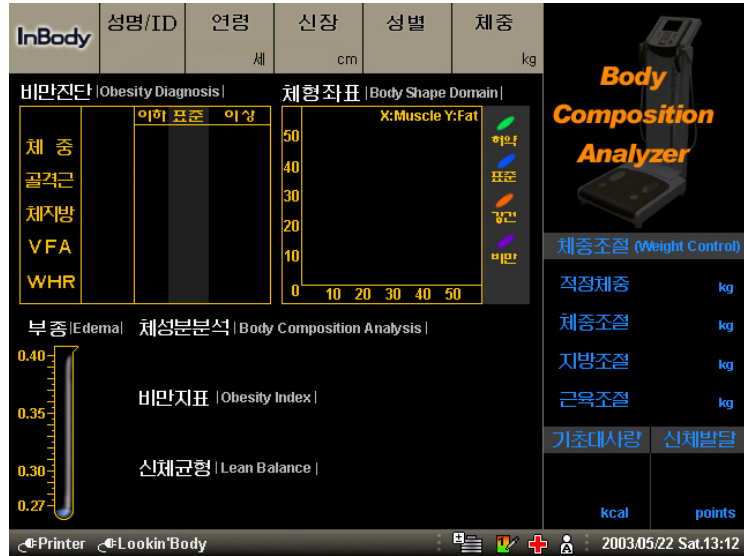 InBody 성명/ID 연령 신장 성별 체중
세 cm kg
비만진단 |Obesity Diagnosis|
이하 표준 이상
체 중
골격근
체지방
VFA
WHR
체형좌표 |Body Shape Domain|
X:Muscle Y:Fat
50
40
30
20
10
0
10 20 30 40 50
허약
표준
강건
비만
부종|Edema|
0.40
0.35
0.30
0.27
체성분분석 |Body Composition Analysis|
비만지표 |Obesity Index|
신체균형 |Lean Balance|
Body
Composition
Analyzer
체중조절 (Weight Control)
적정체중 kg
체중조절 kg
지방조절 kg
근육조절 kg
기초대사량 신체발달
kcal points
Printer Lookin'Body 2003/05/22 Sat.13:12